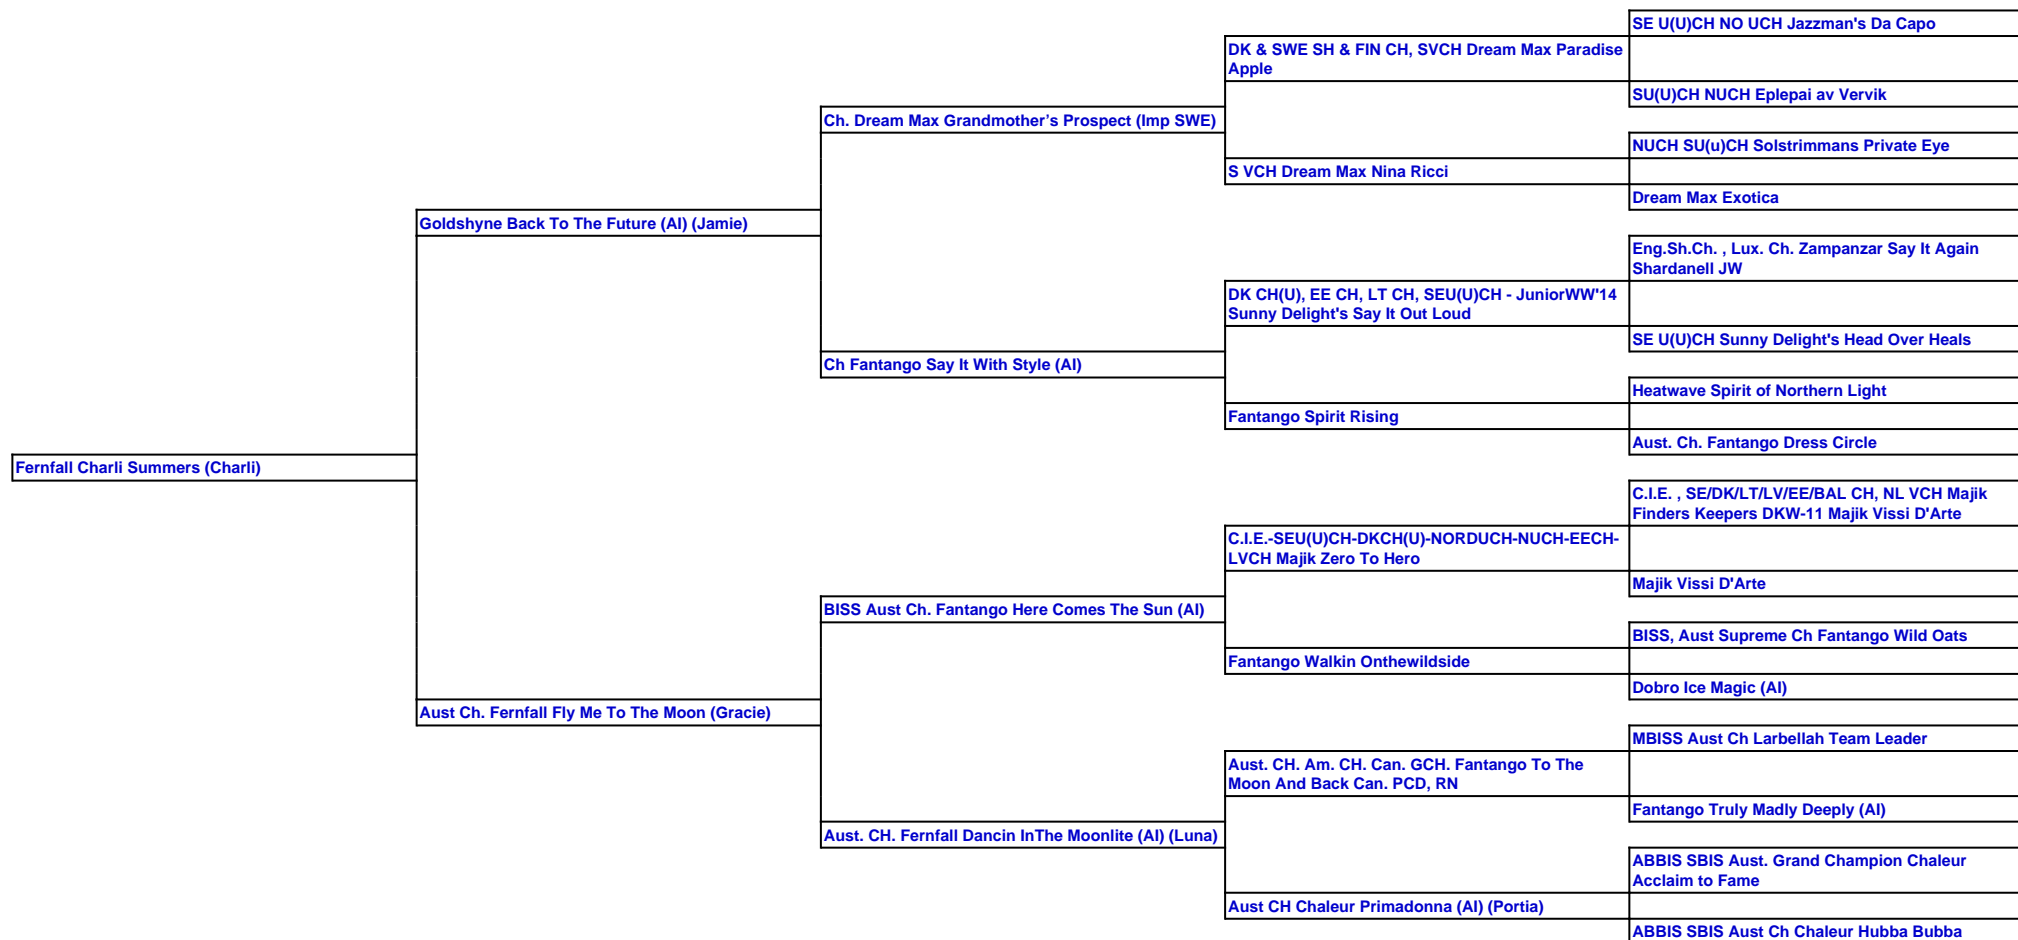 SE U(U)CH NO UCH Jazzman's Da Capo
DK & SWE SH & FIN CH, SVCH Dream Max Paradise
Apple
SU(U)CH NUCH Eplepai av Vervik
Ch. Dream Max Grandmother’s Prospect (Imp SWE)
NUCH SU(u)CH Solstrimmans Private Eye
S VCH Dream Max Nina Ricci
Dream Max Exotica
Goldshyne Back To The Future (AI) (Jamie)
Eng.Sh.Ch. , Lux. Ch. Zampanzar Say It Again
Shardanell JW
DK CH(U), EE CH, LT CH, SEU(U)CH - JuniorWW'14
Sunny Delight's Say It Out Loud
SE U(U)CH Sunny Delight's Head Over Heals
Ch Fantango Say It With Style (AI)
Heatwave Spirit of Northern Light
Fantango Spirit Rising
Aust. Ch. Fantango Dress Circle
Fernfall Charli Summers (Charli)
C.I.E. , SE/DK/LT/LV/EE/BAL CH, NL VCH Majik
Finders Keepers DKW-11 Majik Vissi D'Arte
C.I.E.-SEU(U)CH-DKCH(U)-NORDUCH-NUCH-EECH-
LVCH Majik Zero To Hero
Majik Vissi D'Arte
BISS Aust Ch. Fantango Here Comes The Sun (AI)
BISS, Aust Supreme Ch Fantango Wild Oats
Fantango Walkin Onthewildside
Dobro Ice Magic (AI)
Aust Ch. Fernfall Fly Me To The Moon (Gracie)
MBISS Aust Ch Larbellah Team Leader
Aust. CH. Am. CH. Can. GCH. Fantango To The
Moon And Back Can. PCD, RN
Fantango Truly Madly Deeply (AI)
Aust. CH. Fernfall Dancin InThe Moonlite (AI) (Luna)
ABBIS SBIS Aust. Grand Champion Chaleur
Acclaim to Fame
Aust CH Chaleur Primadonna (AI) (Portia)
ABBIS SBIS Aust Ch Chaleur Hubba Bubba